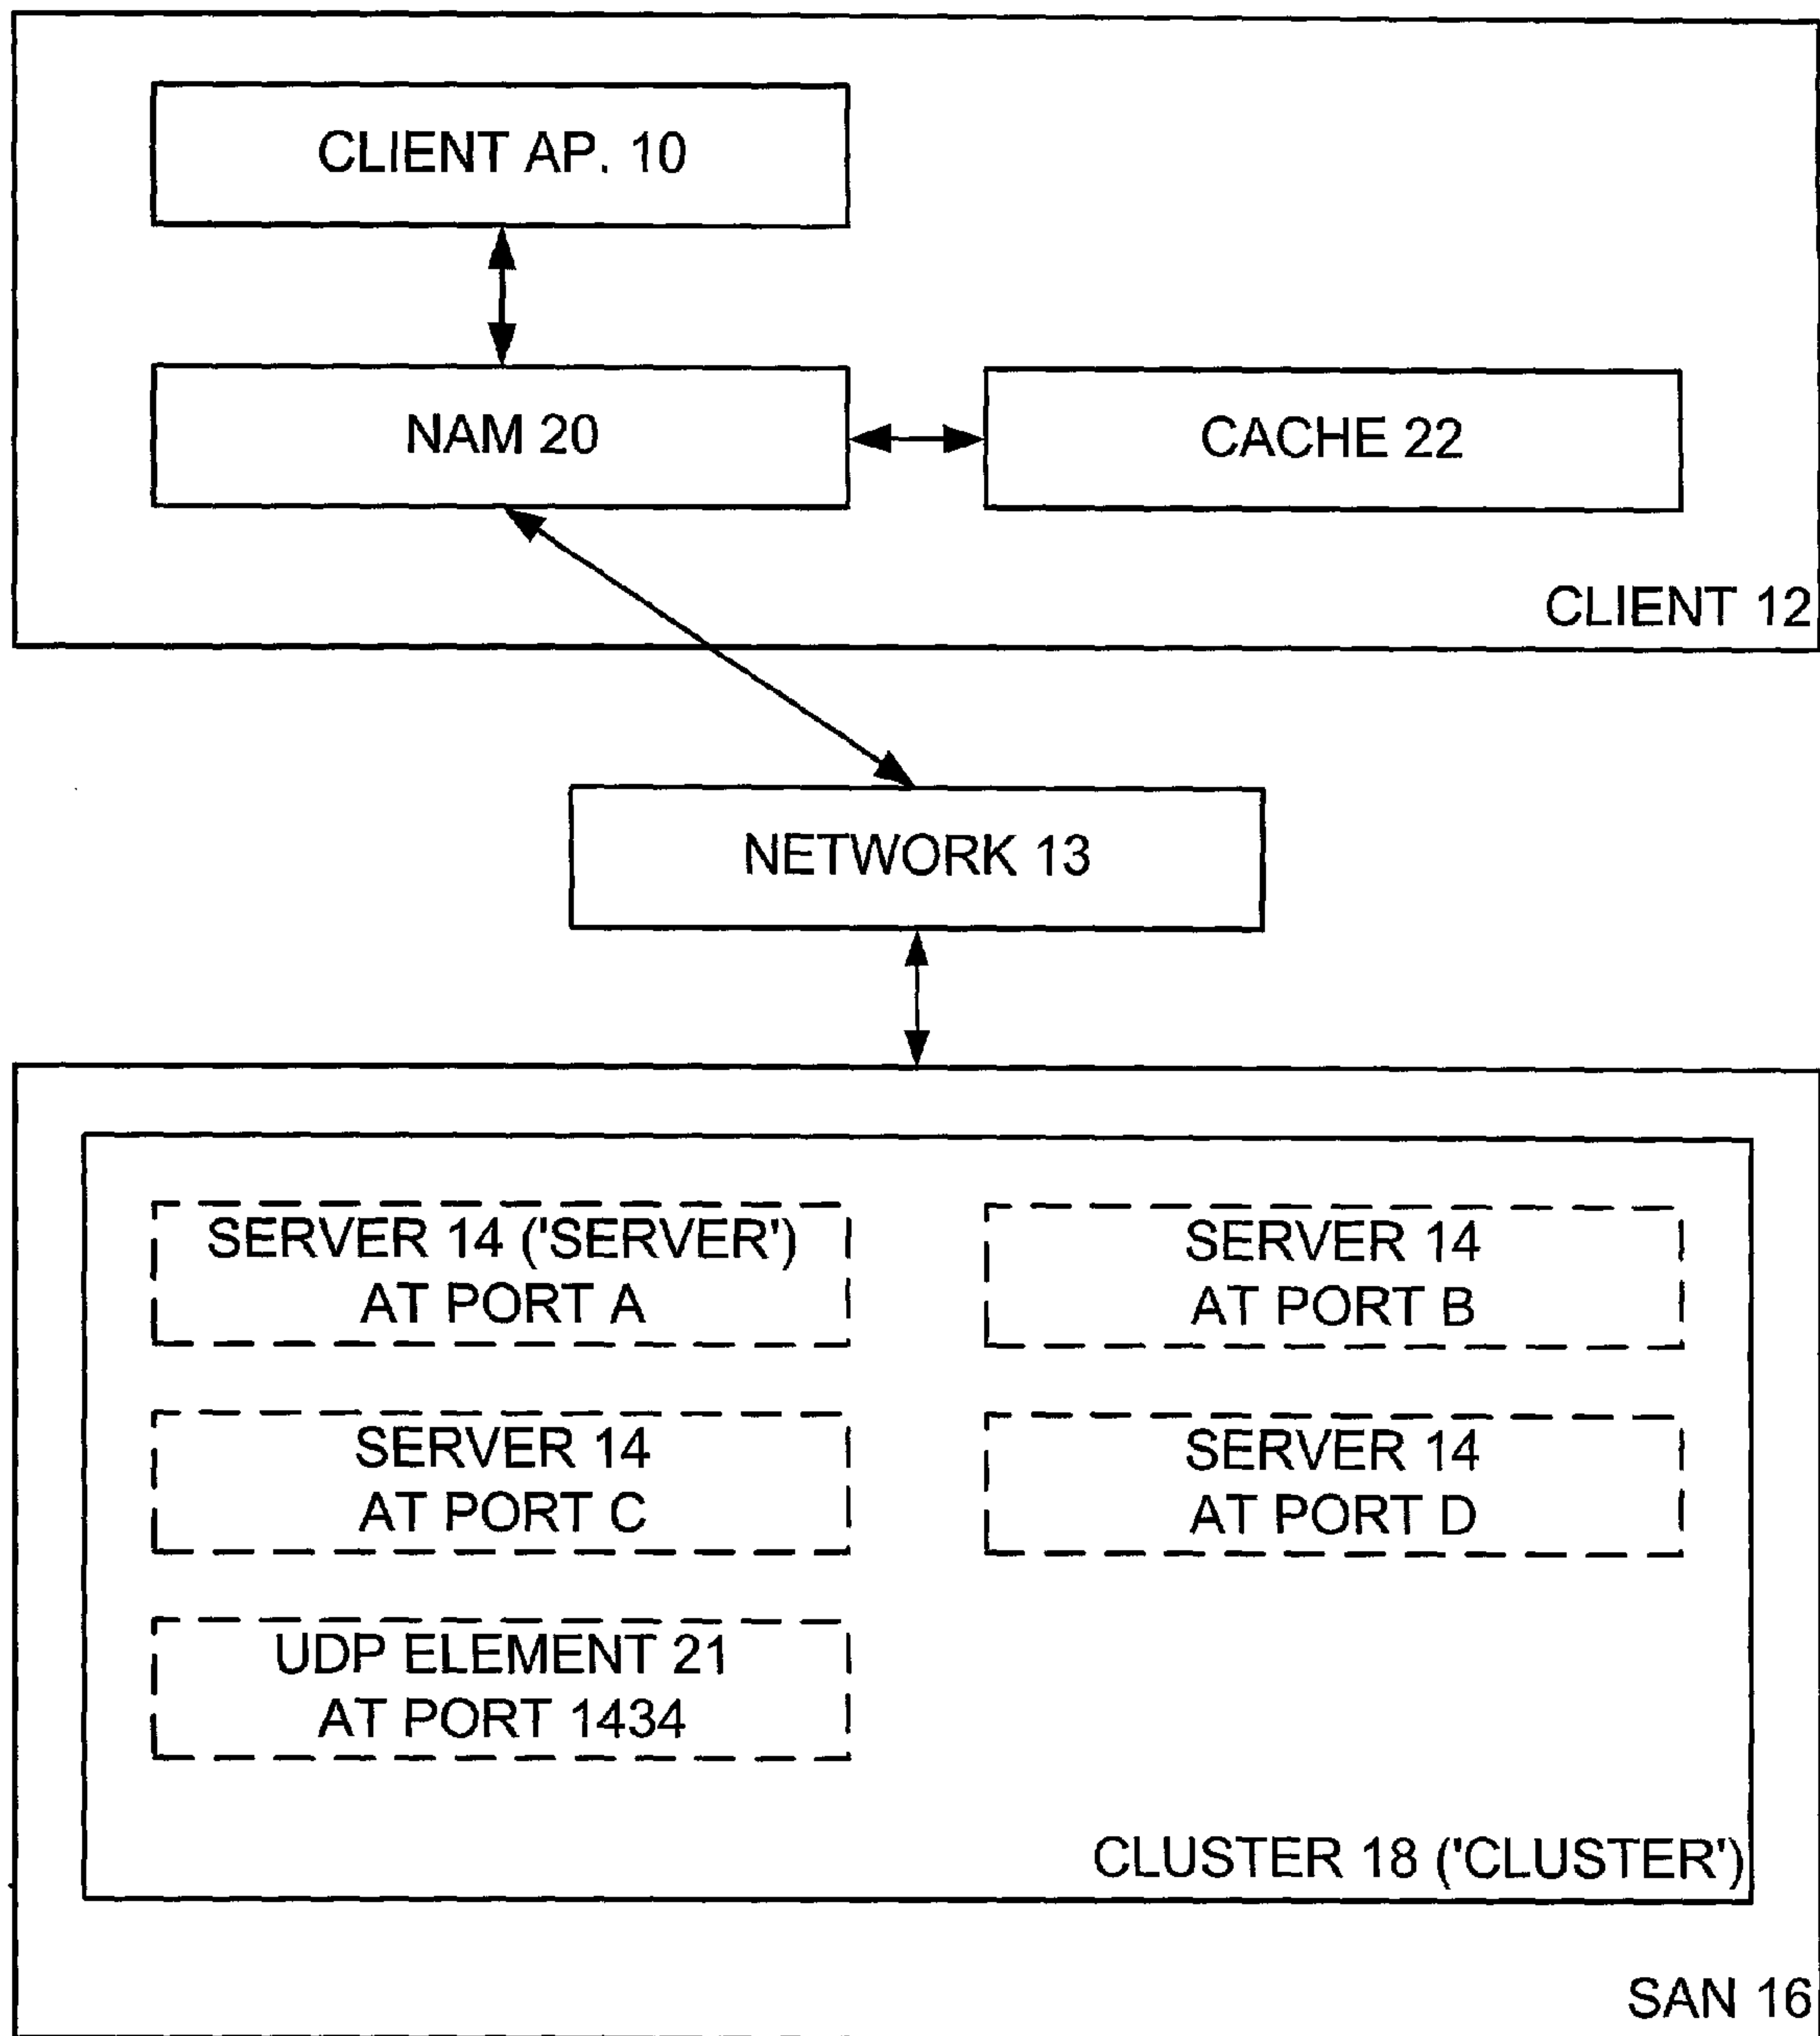 CLIENT AP. 10
NAM 20
CACHE 22
CLIENT 12
NETWORK 13
SERVER 14 ('SERVER')
AT PORT A
SERVER 14
AT PORT B
SERVER 14
AT PORT C
SERVER 14
AT PORT D
UDP ELEMENT 21
AT PORT 1434
CLUSTER 18 ('CLUSTER')
SAN 16